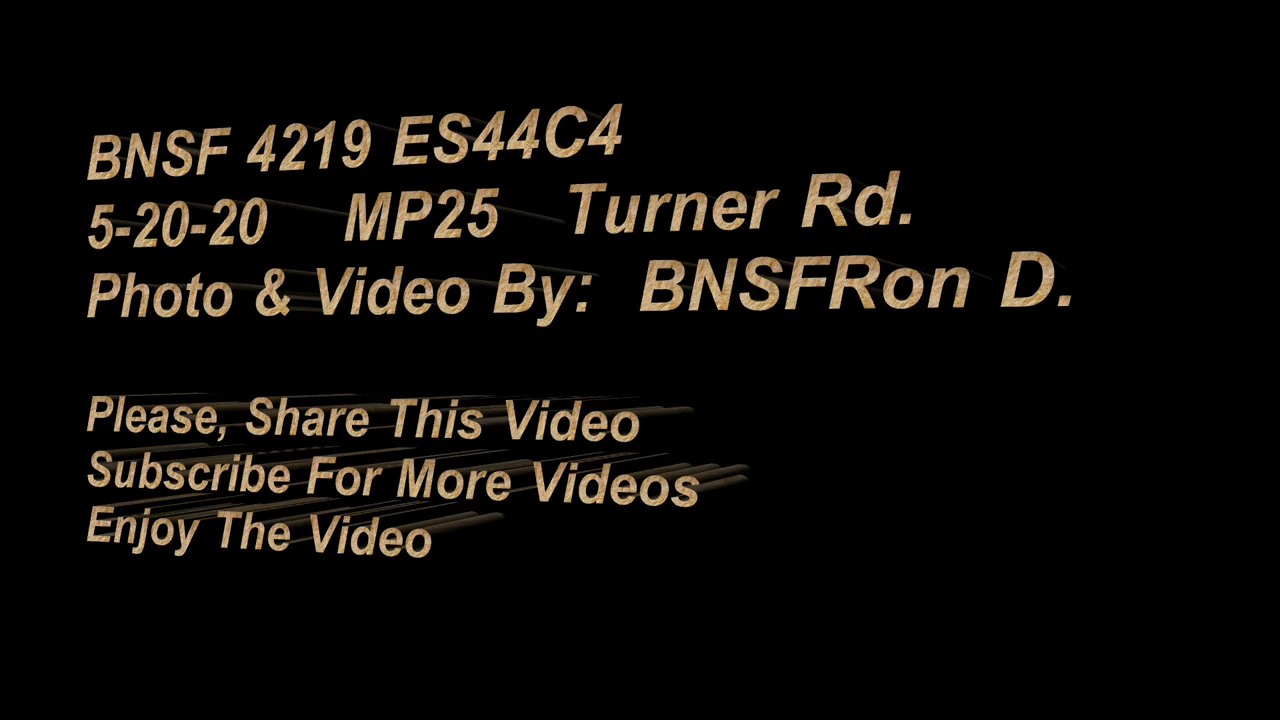 BNSF 4219 ES44C4
5-20-20 MP25 Turner Rd.
Photo & Video By: BNSFRon D.
Please, Share This Video
Subscribe For More Videos
Enjoy The Video